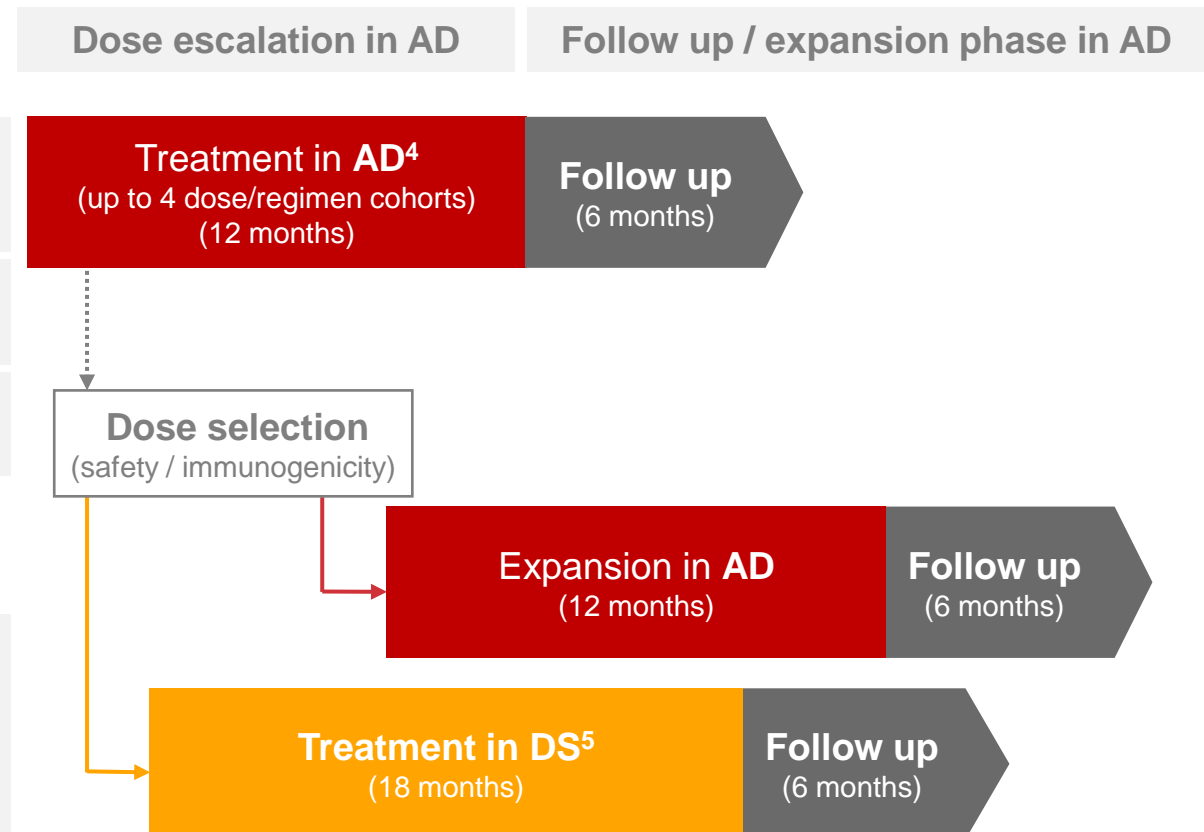 Dose escalation in AD
Follow up / expansion phase in AD
Treatment in AD⁴
(up to 4 dose/regimen cohorts)
(12 months)
Follow up
(6 months)
Dose selection
(safety / immunogenicity)
Expansion in AD
(12 months)
Follow up
(6 months)
Treatment in DS⁵
(18 months)
Follow up
(6 months)